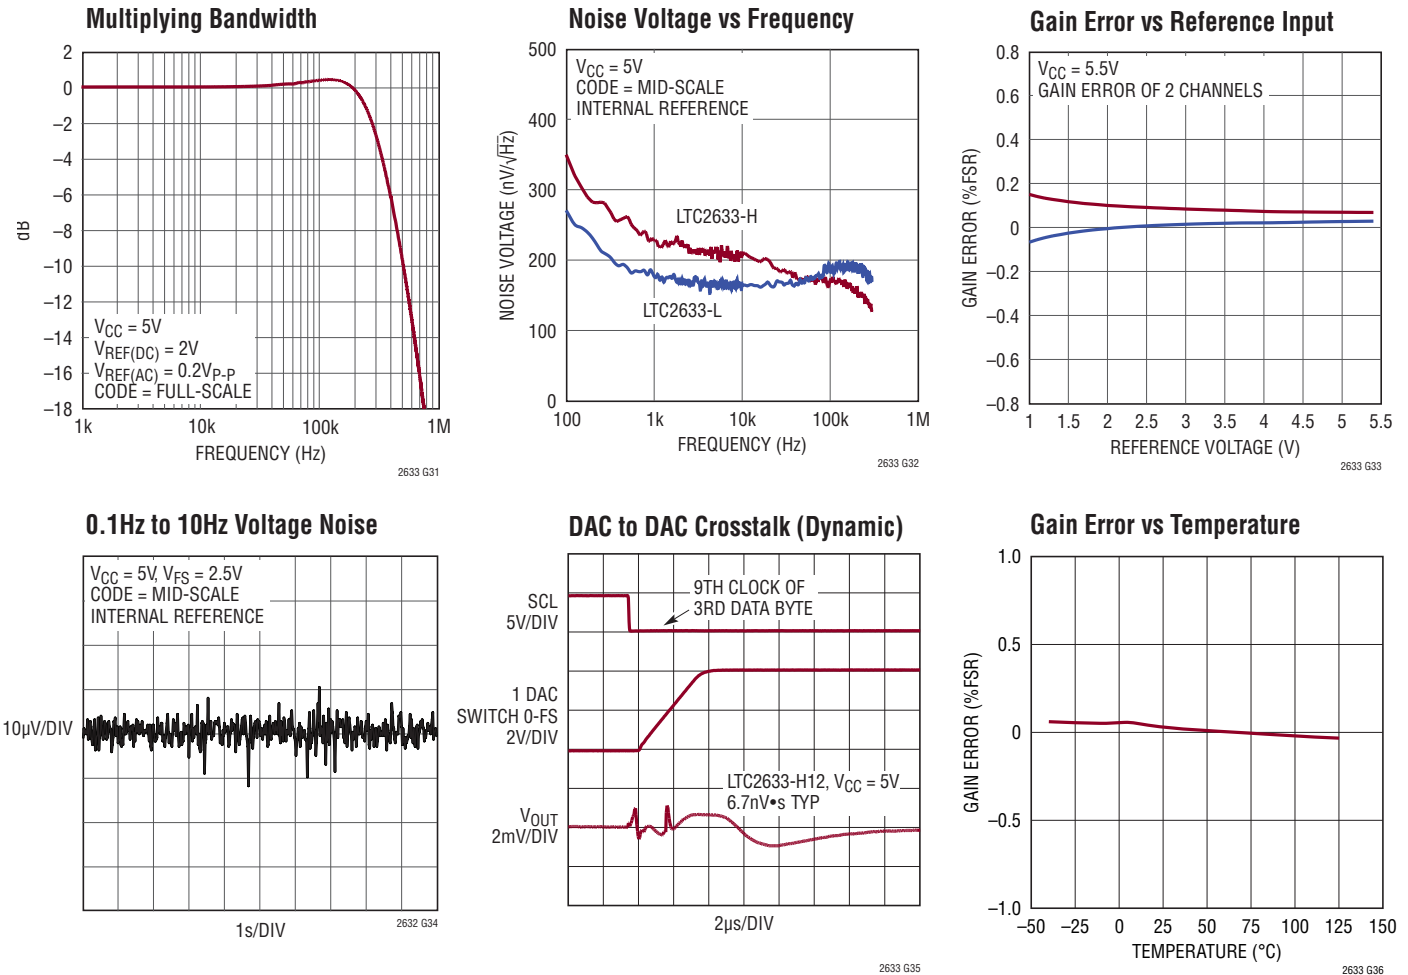 Multiplying Bandwidth
2
0
–2
–4
–6
–8
–10
–12
–14
–16
–18
dB
VCC = 5V
VREF(DC) = 2V
VREF(AC) = 0.2VP-P
CODE = FULL-SCALE
1k
10k
100k
1M
FREQUENCY (Hz)
2633 G31
Noise Voltage vs Frequency
500
400
300
200
100
0
NOISE VOLTAGE (nV/√Hz)
VCC = 5V
CODE = MID-SCALE
INTERNAL REFERENCE
LTC2633-H
LTC2633-L
100
1k
10k
100k
1M
FREQUENCY (Hz)
2633 G32
Gain Error vs Reference Input
0.8
0.6
0.4
0.2
0
–0.2
–0.4
–0.6
–0.8
GAIN ERROR (%FSR)
VCC = 5.5V
GAIN ERROR OF 2 CHANNELS
1
1.5
2
2.5
3
3.5
4
4.5
5
5.5
REFERENCE VOLTAGE (V)
2633 G33
0.1Hz to 10Hz Voltage Noise
VCC = 5V, VFS = 2.5V
CODE = MID-SCALE
INTERNAL REFERENCE
10µV/DIV
1s/DIV
2632 G34
DAC to DAC Crosstalk (Dynamic)
SCL
5V/DIV
9TH CLOCK OF
3RD DATA BYTE
1 DAC
SWITCH 0-FS
2V/DIV
LTC2633-H12, VCC = 5V
6.7nV•s TYP
VOUT
2mV/DIV
2µs/DIV
2633 G35
Gain Error vs Temperature
1.0
0.5
0
–0.5
–1.0
GAIN ERROR (%FSR)
–50
–25
0
25
50
75
100
125
150
TEMPERATURE (°C)
2633 G36